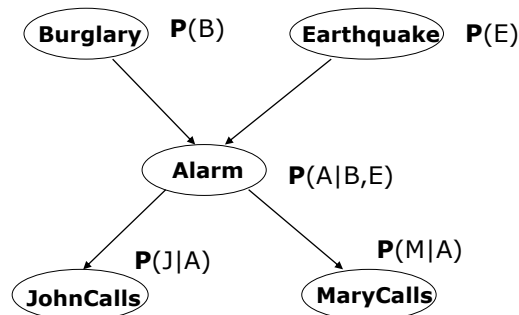 Burglary P(B)
Earthquake P(E)
Alarm
P(A|B,E)
P(J|A)
P(M|A)
JohnCalls
MaryCalls